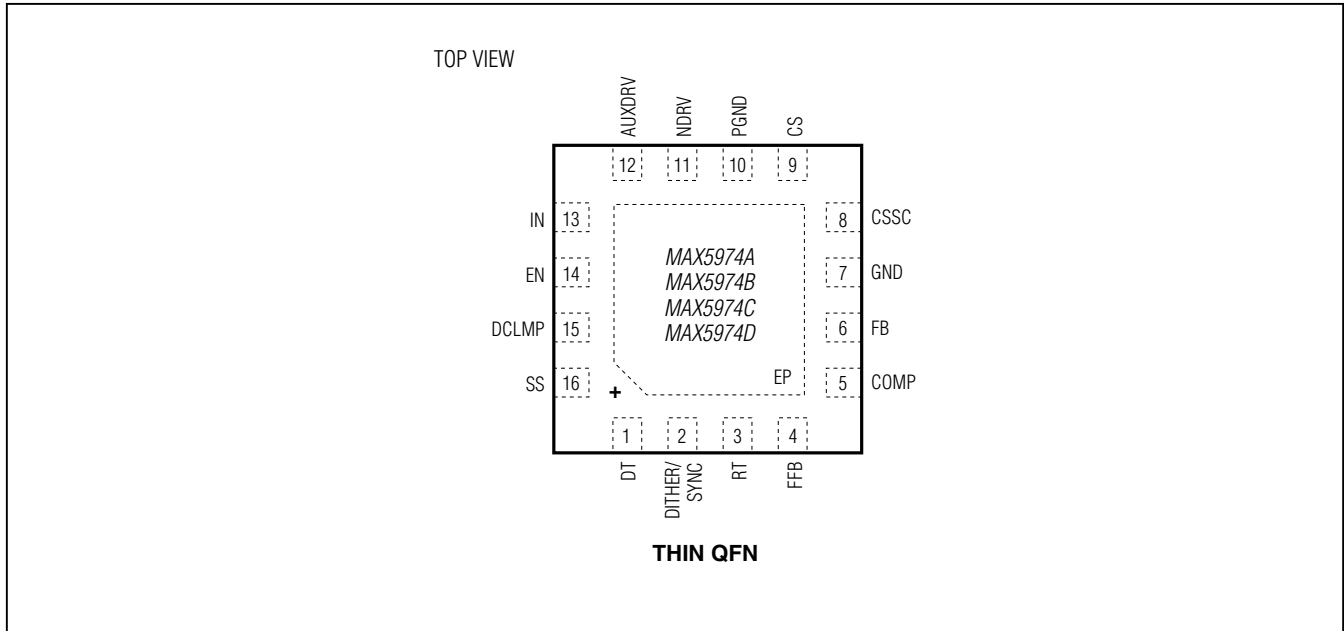 TOP VIEW
AUXDRV
NDRV
PGND
CS
12
11
10
9
IN 13
8 CSSC
EN 14
7 GND
DCLMP 15
6 FB
SS 16
5 COMP
MAX5974A
MAX5974B
MAX5974C
MAX5974D
EP
+
1
2
3
4
DT
DITHER/
SYNC
RT
FFB
THIN QFN